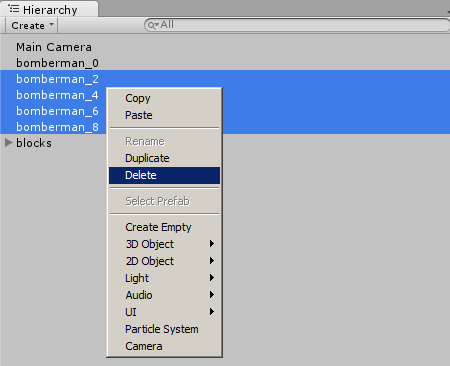 Hierarchy
Create
All
Main Camera
bomberman_0
bomberman_2
bomberman_4
bomberman_6
bomberman_8
blocks
Copy
Paste
Rename
Duplicate
Delete
Select Prefab
Create Empty
3D Object
2D Object
Light
Audio
UI
Particle System
Camera